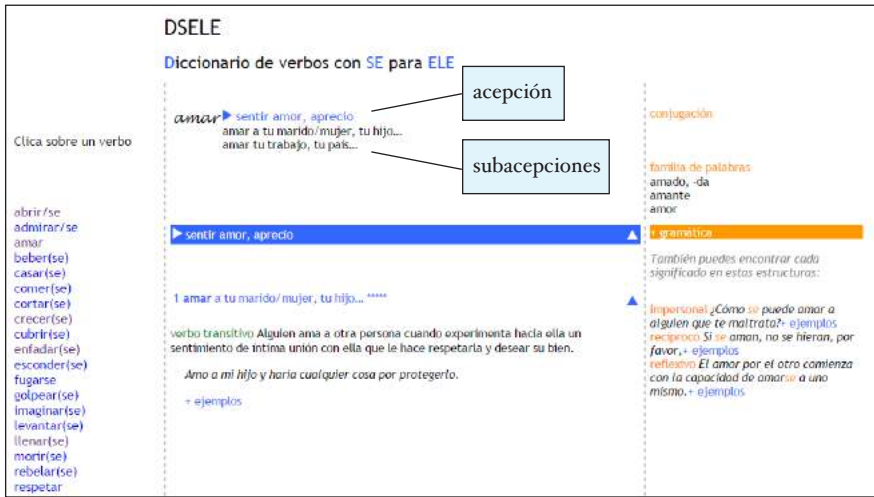 DSELE
Diccionario de verbos con SE para ELE
Clica sobre un verbo
abrir/se
admirar/se
amar
beber(se)
casar(se)
comer(se)
cortar(se)
crecer(se)
cubrir(se)
enfadar(se)
esconder(se)
fugarse
golpear(se)
imaginar(se)
levantar(se)
llenar(se)
morir(se)
rebelar(se)
respetar
amar ▶ sentir amor, aprecio
amar a tu marido/mujer, tu hijo...
amar tu trabajo, tu país...
acepción
subacepciones
▶ sentir amor, aprecio ▲
1 amar a tu marido/mujer, tu hijo... *****
▲
verbo transitivo Alguien ama a otra persona cuando experimenta hacia ella un
sentimiento de íntima unión con ella que le hace respetarla y desear su bien.
Amo a mi hijo y haría cualquier cosa por protegerlo.
+ ejemplos
conjugación
familia de palabras
amado, -da
amante
amor
+ gramática
También puedes encontrar cada
significado en estas estructuras:
impersonal ¿Cómo se puede amar a
alguien que te maltrata?+ ejemplos
recíproco Si se aman, no se hieran, por
favor.+ ejemplos
reflexivo El amor por el otro comienza
con la capacidad de amarse a uno
mismo.+ ejemplos